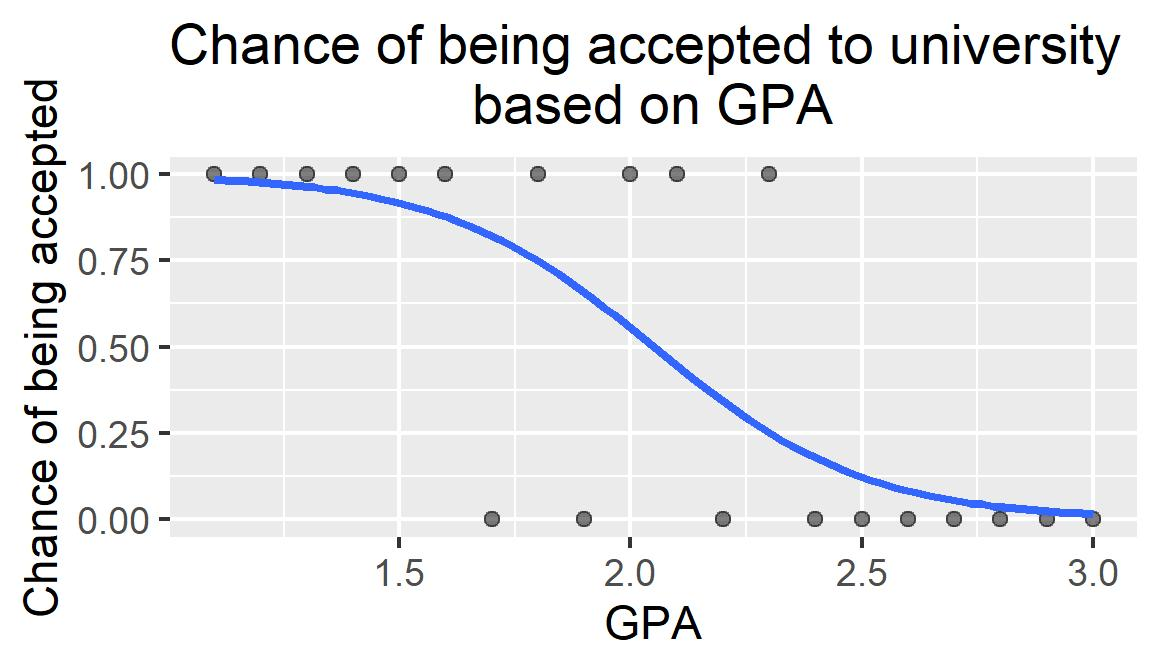 Chance of being accepted to university
based on GPA
Chance of being accepted
1.00
0.75
0.50
0.25
0.00
1.5 2.0 2.5 3.0
GPA